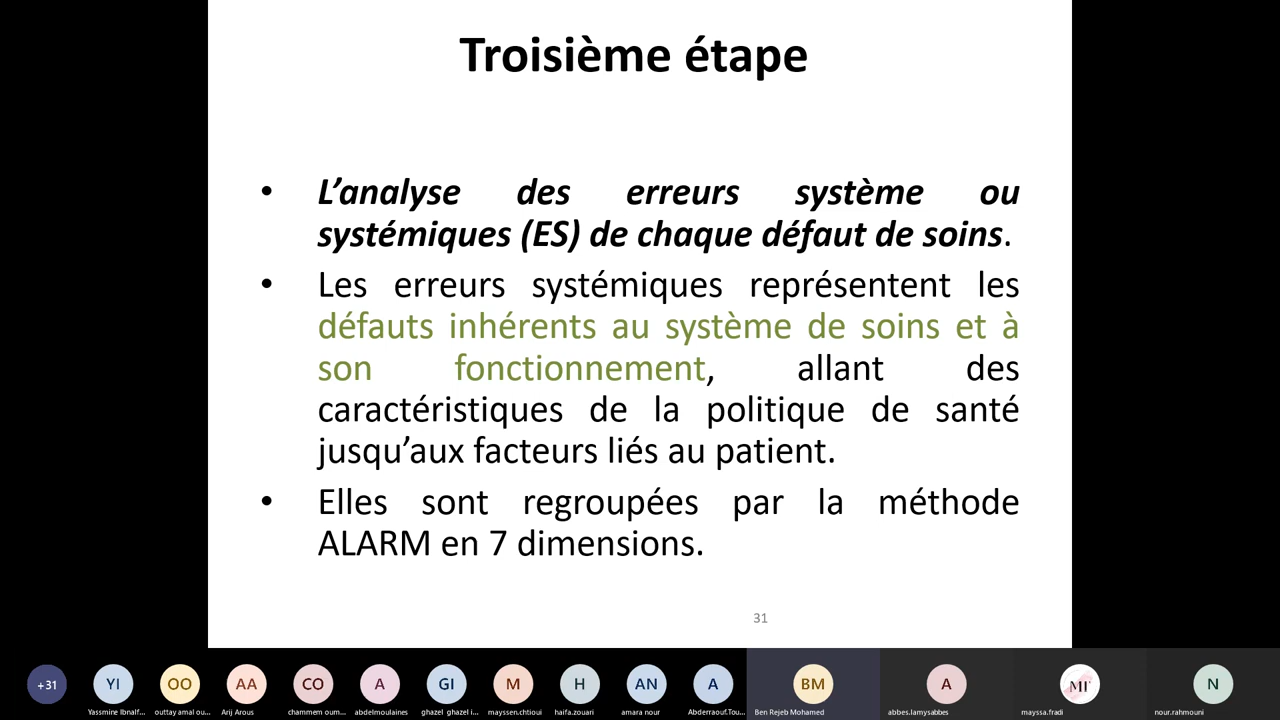 Troisième étape
• L’analyse des erreurs système ou
systémiques (ES) de chaque défaut de soins.
• Les erreurs systémiques représentent les
défauts inhérents au système de soins et à
son fonctionnement, allant des
caractéristiques de la politique de santé
jusqu’aux facteurs liés au patient.
• Elles sont regroupées par la méthode
ALARM en 7 dimensions.
31
+31 YI OO AA CO A GI M H AN A BM A MF N
Yassmine Ibnalf... outtay amal ou... Arij Arous chammem oum... abdelmoulaines ghazel ghazel i... mayssen.chtioui haifa.zouari amara nour Abderraouf.Tou... Ben Rejeb Mohamed abbes.lamysabbes mayssa.fradi nour.rahmouni